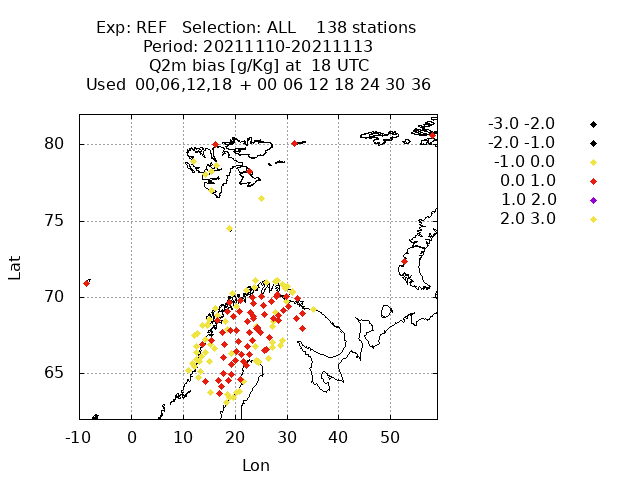 Exp: REF Selection: ALL 138 stations
Period: 20211110-20211113
Q2m bias [g/Kg] at 18 UTC
Used 00,06,12,18 + 00 06 12 18 24 30 36
-3.0 -2.0
-2.0 -1.0
-1.0 0.0
0.0 1.0
1.0 2.0
2.0 3.0
80
75
70
65
Lat
-10 0 10 20 30 40 50
Lon